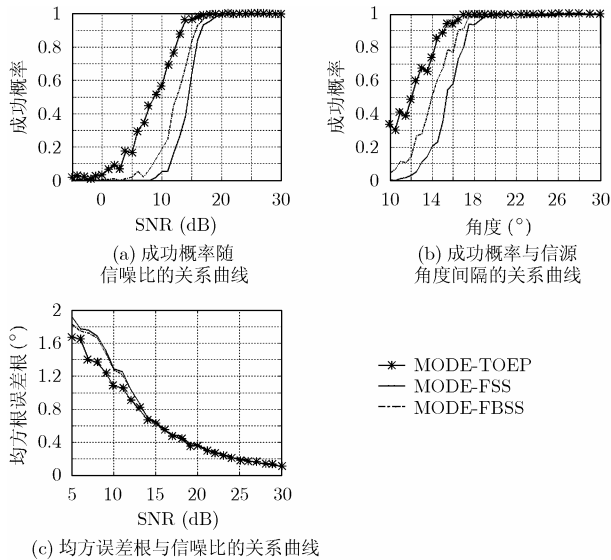 1
0.8
0.6
0.4
0.2
0
成功概率
0
10
20
30
SNR (dB)
(a) 成功概率随
信噪比的关系曲线
1
0.8
0.6
0.4
0.2
0
成功概率
10
14
18
22
26
30
角度 (°)
(b) 成功概率与信源
角度间隔的关系曲线
2
1.6
1.2
0.8
0.4
0
均方根误差根 (°)
5
10
15
20
25
30
SNR (dB)
(c) 均方误差根与信噪比的关系曲线
MODE-TOEP
MODE-FSS
MODE-FBSS